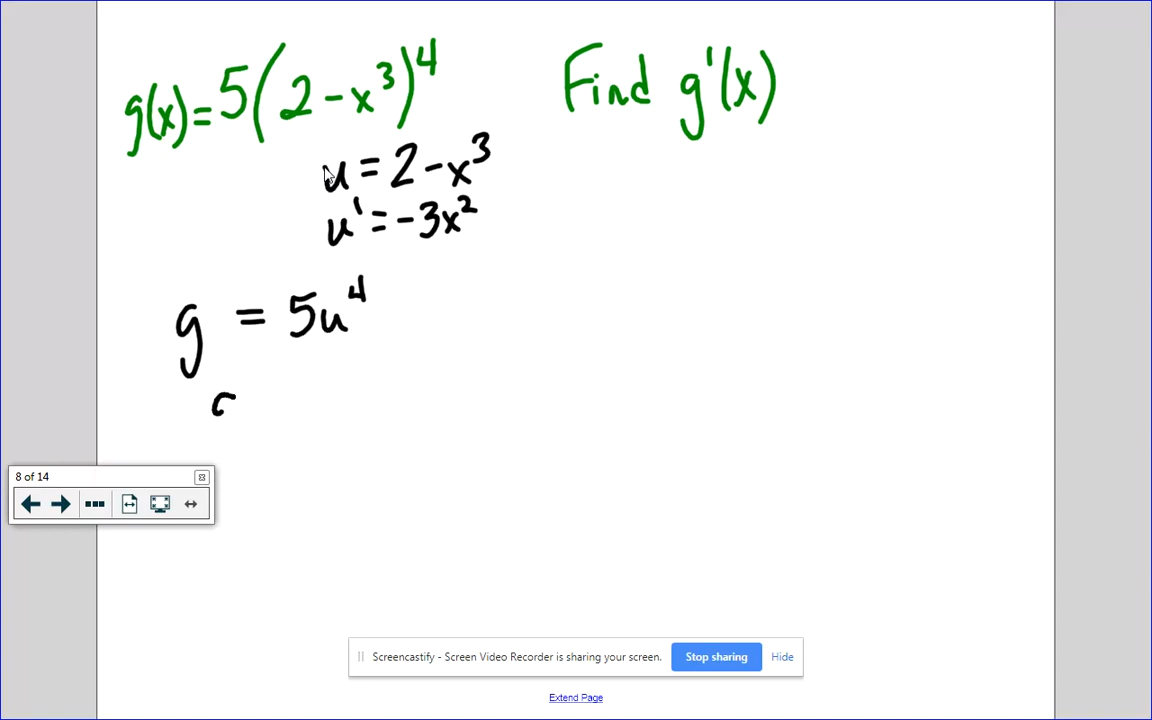 g(x)=5(2-x³)⁴ Find g'(x)
u=2-x³
u'=-3x²
g = 5u⁴
8 of 14
Screencastify - Screen Video Recorder is sharing your screen. Stop sharing Hide
Extend Page